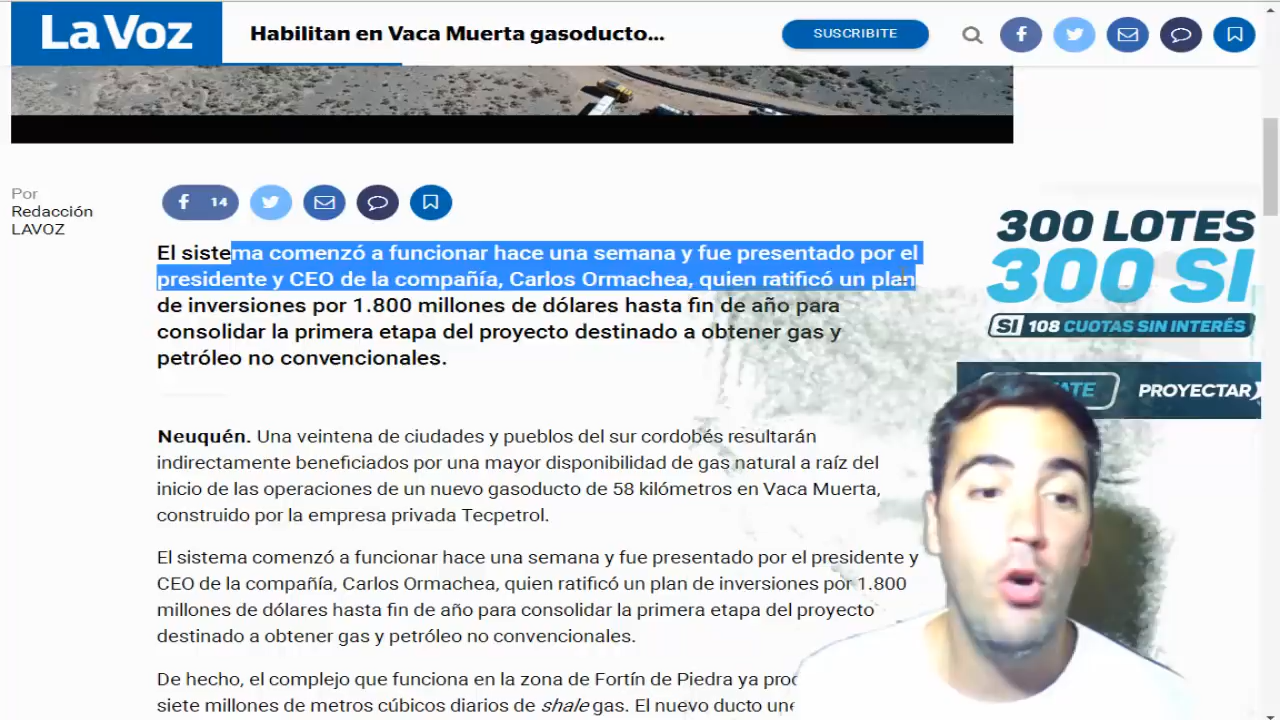 LaVoz
Habilitan en Vaca Muerta gasoducto...
SUSCRIBITE
Por
Redacción
LAVOZ
14
El sistema comenzó a funcionar hace una semana y fue presentado por el
presidente y CEO de la compañía, Carlos Ormachea, quien ratificó un plan
de inversiones por 1.800 millones de dólares hasta fin de año para
consolidar la primera etapa del proyecto destinado a obtener gas y
petróleo no convencionales.
Neuquén. Una veintena de ciudades y pueblos del sur cordobés resultarán
indirectamente beneficiados por una mayor disponibilidad de gas natural a raíz del
inicio de las operaciones de un nuevo gasoducto de 58 kilómetros en Vaca Muerta,
construido por la empresa privada Tecpetrol.
El sistema comenzó a funcionar hace una semana y fue presentado por el presidente y
CEO de la compañía, Carlos Ormachea, quien ratificó un plan de inversiones por 1.800
millones de dólares hasta fin de año para consolidar la primera etapa del proyecto
destinado a obtener gas y petróleo no convencionales.
De hecho, el complejo que funciona en la zona de Fortín de Piedra ya
siete millones de metros cúbicos diarios de shale gas. El nuevo ducto
300 LOTES
300 SI
SI 108 CUOTAS SIN INTERÉS
PROYECTAR